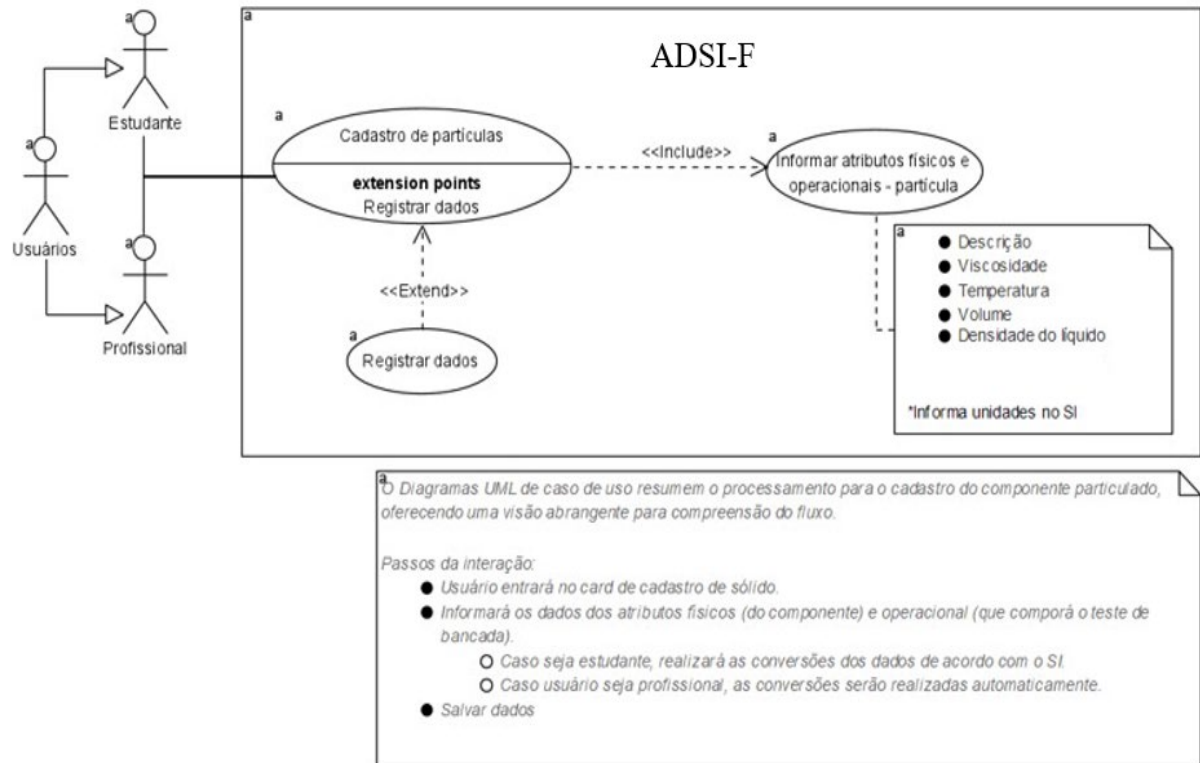 a
a
ADSI-F
Estudante
a
Usuários
a
Profissional
a
Cadastro de partículas
extension points
Registrar dados
<<Include>>
a
Informar atributos físicos e
operacionais - partícula
<<Extend>>
a
Registrar dados
a
● Descrição
● Viscosidade
● Temperatura
● Volume
● Densidade do líquido
*Informa unidades no SI
a
O Diagramas UML de caso de uso resumem o processamento para o cadastro do componente particulado,
oferecendo uma visão abrangente para compreensão do fluxo.
Passos da interação:
● Usuário entrará no card de cadastro de sólido.
● Informará os dados dos atributos físicos (do componente) e operacional (que comporá o teste de
bancada).
○ Caso seja estudante, realizará as conversões dos dados de acordo com o SI.
○ Caso usuário seja profissional, as conversões serão realizadas automaticamente.
● Salvar dados